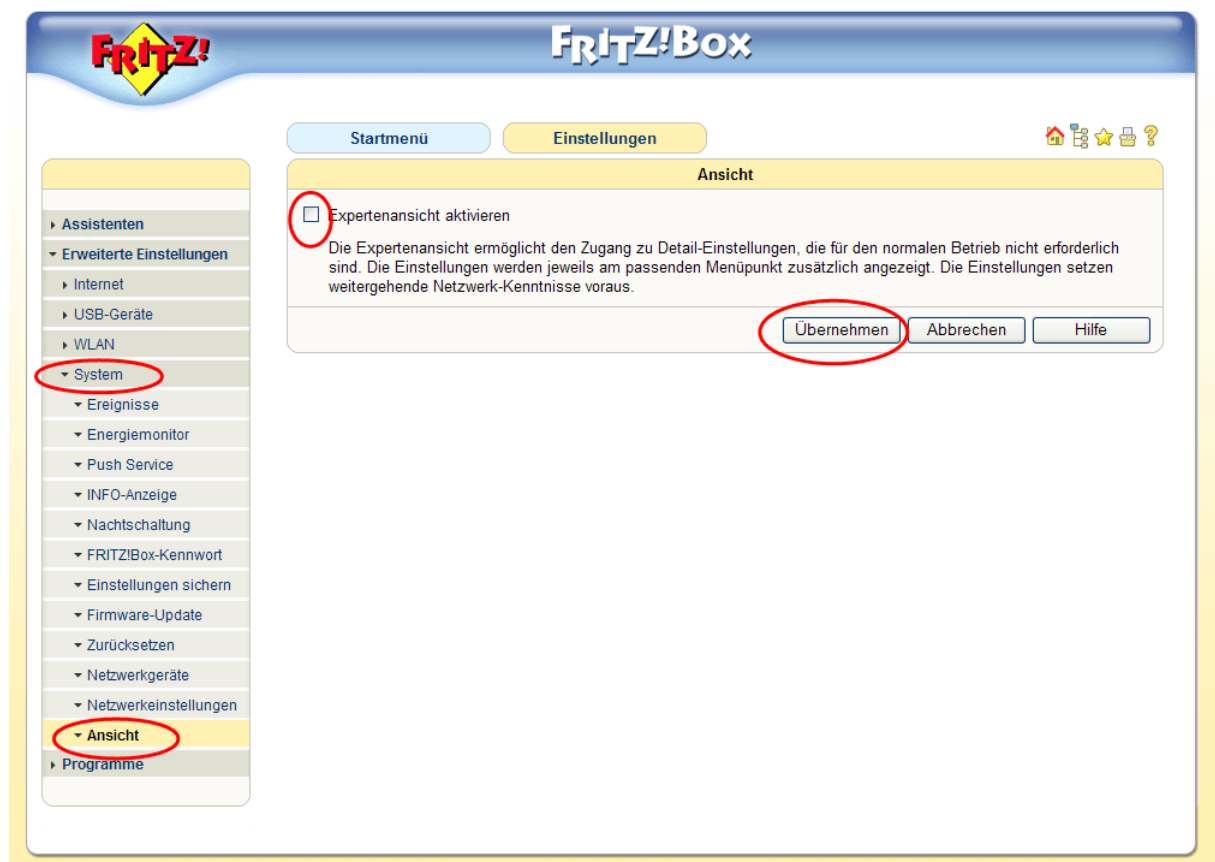 FRITZ!
FRITZ!Box
Startmenü
Einstellungen
Ansicht
Expertenansicht aktivieren
Die Expertenansicht ermöglicht den Zugang zu Detail-Einstellungen, die für den normalen Betrieb nicht erforderlich
sind. Die Einstellungen werden jeweils am passenden Menüpunkt zusätzlich angezeigt. Die Einstellungen setzen
weitergehende Netzwerk-Kenntnisse voraus.
Übernehmen
Abbrechen
Hilfe
Assistenten
Erweiterte Einstellungen
Internet
USB-Geräte
WLAN
System
Ereignisse
Energiemonitor
Push Service
INFO-Anzeige
Nachtschaltung
FRITZ!Box-Kennwort
Einstellungen sichern
Firmware-Update
Zurücksetzen
Netzwerkgeräte
Netzwerkeinstellungen
Ansicht
Programme